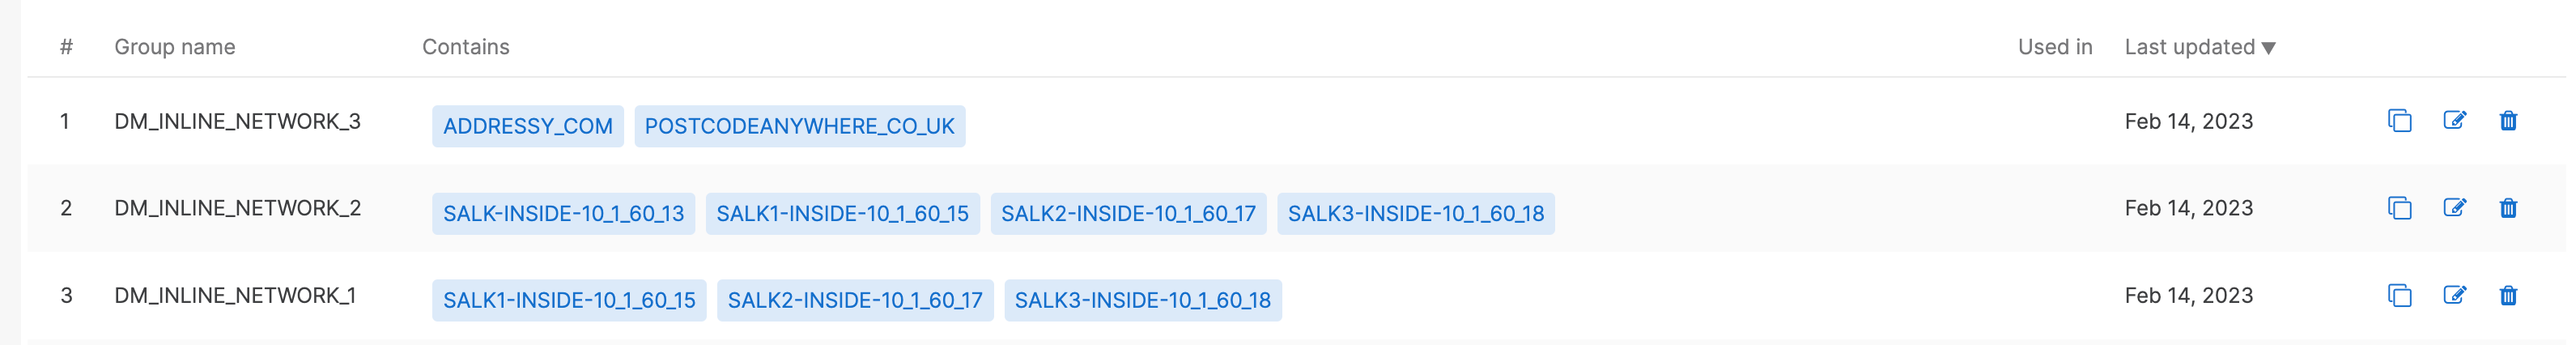 # Group name Contains Used in Last updated ▼
1 DM_INLINE_NETWORK_3 ADDRESSY_COM POSTCODEANYWHERE_CO_UK Feb 14, 2023
2 DM_INLINE_NETWORK_2 SALK-INSIDE-10_1_60_13 SALK1-INSIDE-10_1_60_15 SALK2-INSIDE-10_1_60_17 SALK3-INSIDE-10_1_60_18 Feb 14, 2023
3 DM_INLINE_NETWORK_1 SALK1-INSIDE-10_1_60_15 SALK2-INSIDE-10_1_60_17 SALK3-INSIDE-10_1_60_18 Feb 14, 2023